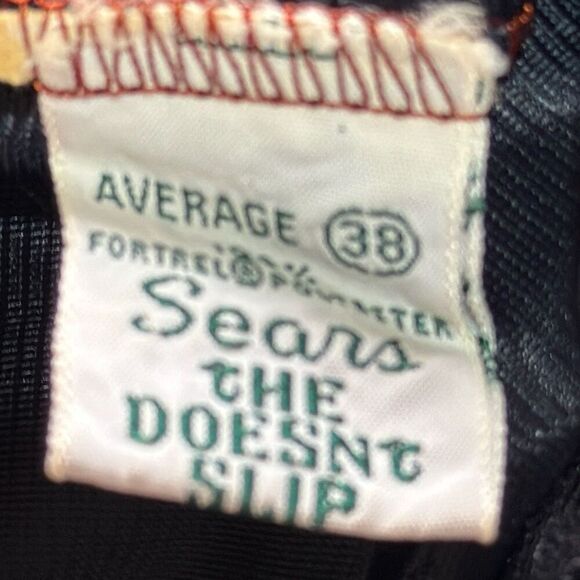 AVERAGE 38
FORTREL®
Sears
THE
DOESNT
SLIP